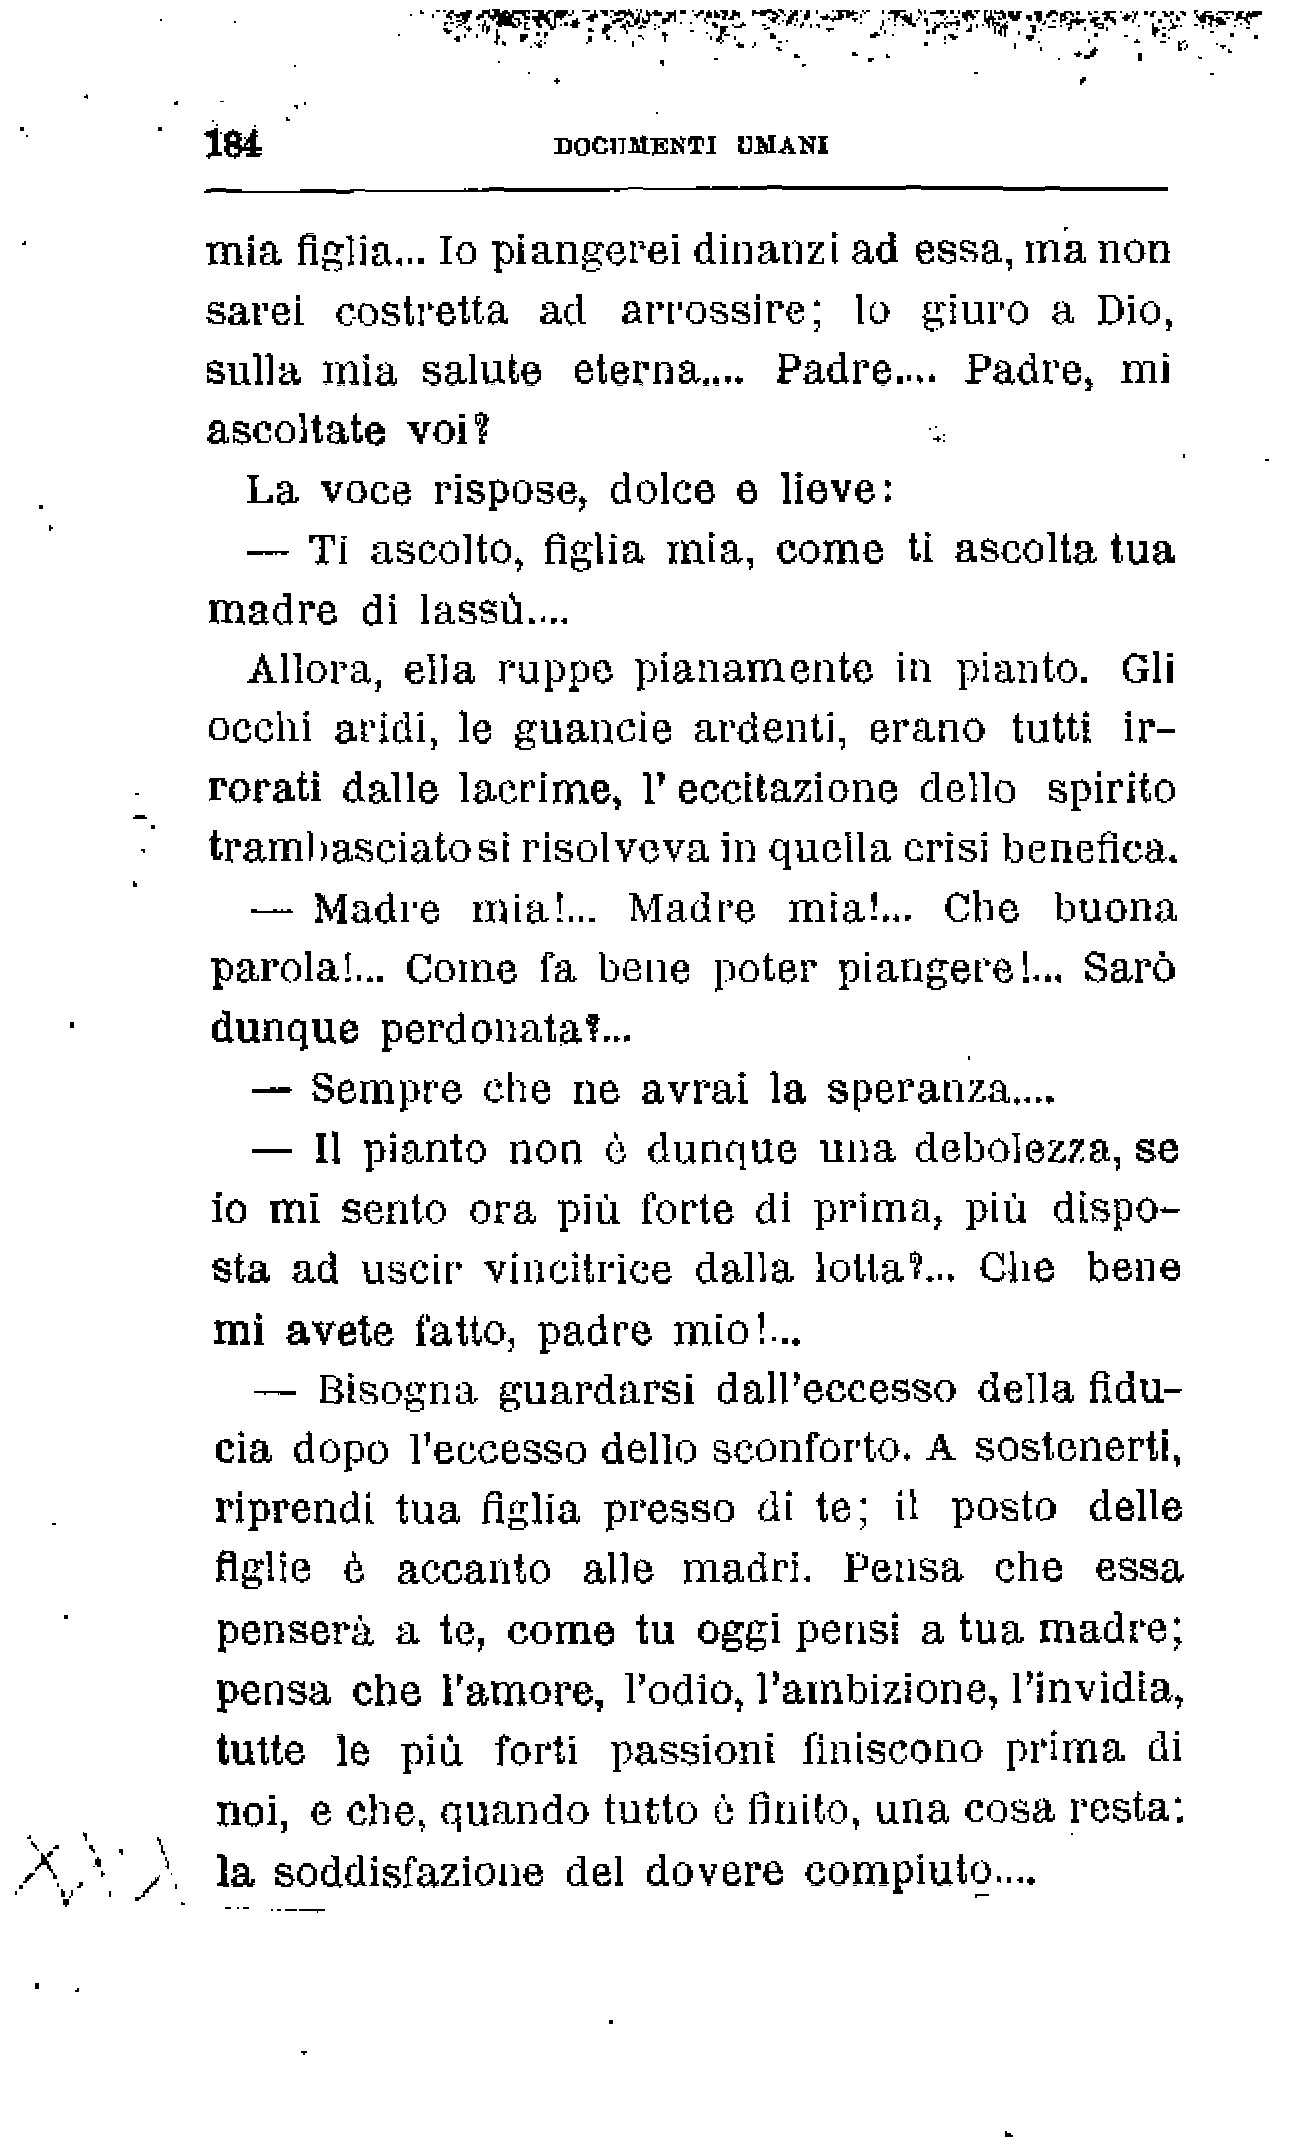 184 DOCUMENTI UMANI
mia figlia... Io piangerei dinanzi ad essa, ma non
sarei costretta ad arrossire; lo giuro a Dio,
sulla mia salute eterna.... Padre.... Padre, mi
ascoltate voi?
La voce rispose, dolce e lieve:
— Ti ascolto, figlia mia, come ti ascolta tua
madre di lassù....
Allora, ella ruppe pianamente in pianto. Gli
occhi aridi, le guancie ardenti, erano tutti ir-
rorati dalle lacrime, l' eccitazione dello spirito
trambasciato si risolveva in quella crisi benefica.
— Madre mia!... Madre mia!... Che buona
parola!... Come fa bene poter piangere!... Sarò
dunque perdonata?...
— Sempre che ne avrai la speranza....
— Il pianto non è dunque una debolezza, se
io mi sento ora più forte di prima, più dispo-
sta ad uscir vincitrice dalla lotta?... Che bene
mi avete fatto, padre mio!...
— Bisogna guardarsi dall'eccesso della fidu-
cia dopo l'eccesso dello sconforto. A sostenerti,
riprendi tua figlia presso di te; il posto delle
figlie è accanto alle madri. Pensa che essa
penserà a te, come tu oggi pensi a tua madre;
pensa che l'amore, l'odio, l'ambizione, l'invidia,
tutte le più forti passioni finiscono prima di
noi, e che, quando tutto è finito, una cosa resta:
la soddisfazione del dovere compiuto....